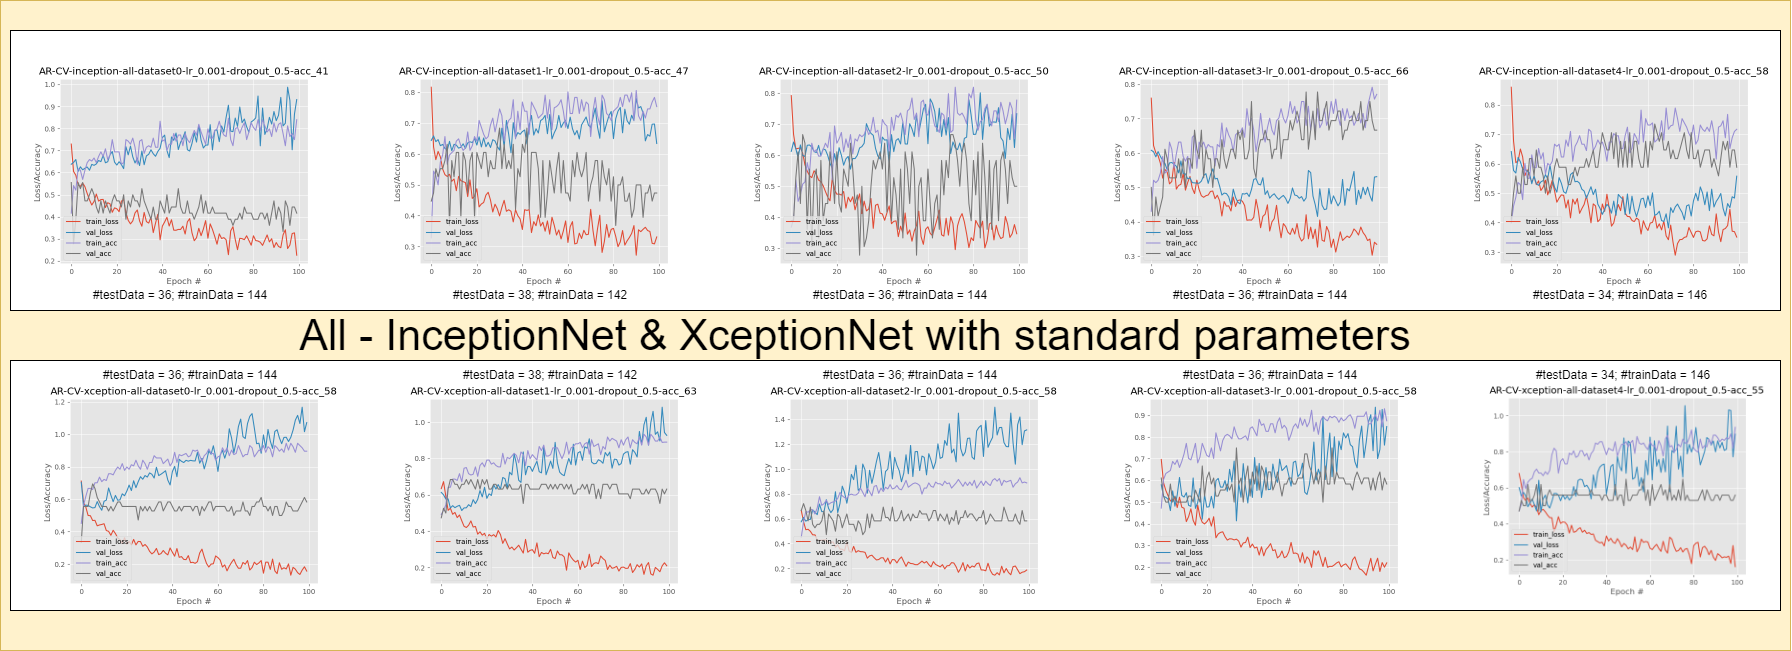 AR-CV-inception-all-dataset0-lr_0.001-dropout_0.5-acc_41
1.0
0.9
0.8
0.7
0.6
0.5
0.4
0.3
0.2
Loss/Accuracy
train_loss
val_loss
train_acc
val_acc
0 20 40 60 80 100
Epoch #
#testData = 36; #trainData = 144
AR-CV-inception-all-dataset1-lr_0.001-dropout_0.5-acc_47
0.8
0.7
0.6
0.5
0.4
0.3
Loss/Accuracy
train_loss
val_loss
train_acc
val_acc
0 20 40 60 80 100
Epoch #
#testData = 38; #trainData = 142
AR-CV-inception-all-dataset2-lr_0.001-dropout_0.5-acc_50
0.8
0.7
0.6
0.5
0.4
0.3
Loss/Accuracy
train_loss
val_loss
train_acc
val_acc
0 20 40 60 80 100
Epoch #
#testData = 36; #trainData = 144
AR-CV-inception-all-dataset3-lr_0.001-dropout_0.5-acc_66
0.8
0.7
0.6
0.5
0.4
0.3
Loss/Accuracy
train_loss
val_loss
train_acc
val_acc
0 20 40 60 80 100
Epoch #
#testData = 36; #trainData = 144
AR-CV-inception-all-dataset4-lr_0.001-dropout_0.5-acc_58
0.8
0.7
0.6
0.5
0.4
0.3
Loss/Accuracy
train_loss
val_loss
train_acc
val_acc
0 20 40 60 80 100
Epoch #
#testData = 34; #trainData = 146
All - InceptionNet & XceptionNet with standard parameters
#testData = 36; #trainData = 144
AR-CV-xception-all-dataset0-lr_0.001-dropout_0.5-acc_58
1.2
1.0
0.8
0.6
0.4
0.2
Loss/Accuracy
train_loss
val_loss
train_acc
val_acc
0 20 40 60 80 100
Epoch #
#testData = 38; #trainData = 142
AR-CV-xception-all-dataset1-lr_0.001-dropout_0.5-acc_63
1.0
0.8
0.6
0.4
0.2
Loss/Accuracy
train_loss
val_loss
train_acc
val_acc
0 20 40 60 80 100
Epoch #
#testData = 36; #trainData = 144
AR-CV-xception-all-dataset2-lr_0.001-dropout_0.5-acc_58
1.4
1.2
1.0
0.8
0.6
0.4
0.2
Loss/Accuracy
train_loss
val_loss
train_acc
val_acc
0 20 40 60 80 100
Epoch #
#testData = 36; #trainData = 144
AR-CV-xception-all-dataset3-lr_0.001-dropout_0.5-acc_58
0.9
0.8
0.7
0.6
0.5
0.4
0.3
0.2
Loss/Accuracy
train_loss
val_loss
train_acc
val_acc
0 20 40 60 80 100
Epoch #
#testData = 34; #trainData = 146
AR-CV-xception-all-dataset4-lr_0.001-dropout_0.5-acc_55
1.0
0.8
0.6
0.4
0.2
Loss/Accuracy
train_loss
val_loss
train_acc
val_acc
0 20 40 60 80 100
Epoch #